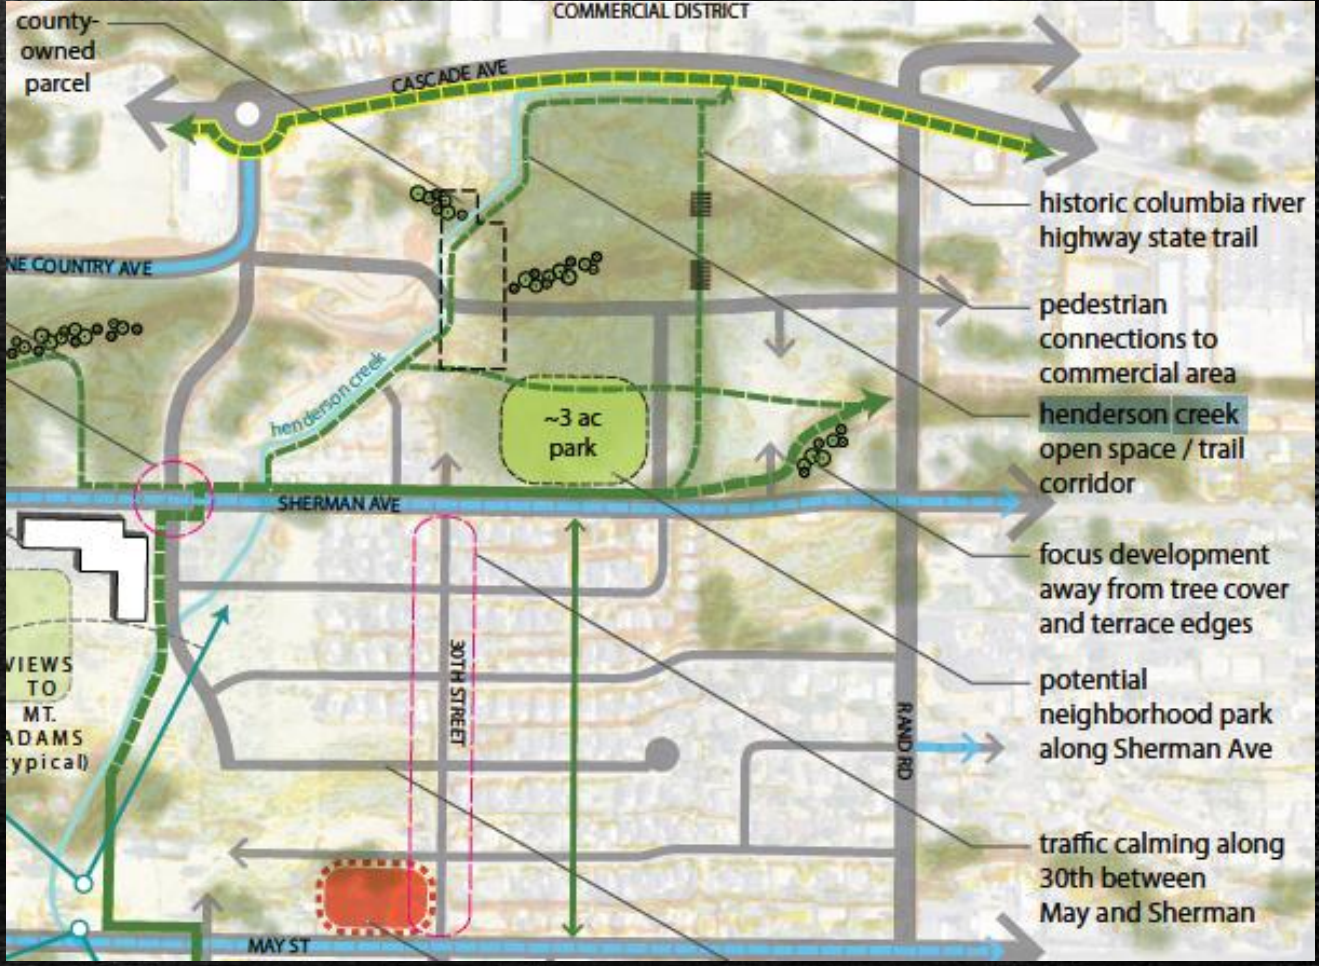 COMMERCIAL DISTRICT
county-
owned
parcel
CASCADE AVE
historic columbia river
highway state trail
NE COUNTRY AVE
pedestrian
connections to
commercial area
henderson creek
henderson creek
open space / trail
corridor
~3 ac
park
SHERMAN AVE
focus development
away from tree cover
and terrace edges
VIEWS
TO
MT.
ADAMS
typical)
30TH STREET
RAND RD
potential
neighborhood park
along Sherman Ave
traffic calming along
30th between
May and Sherman
MAY ST